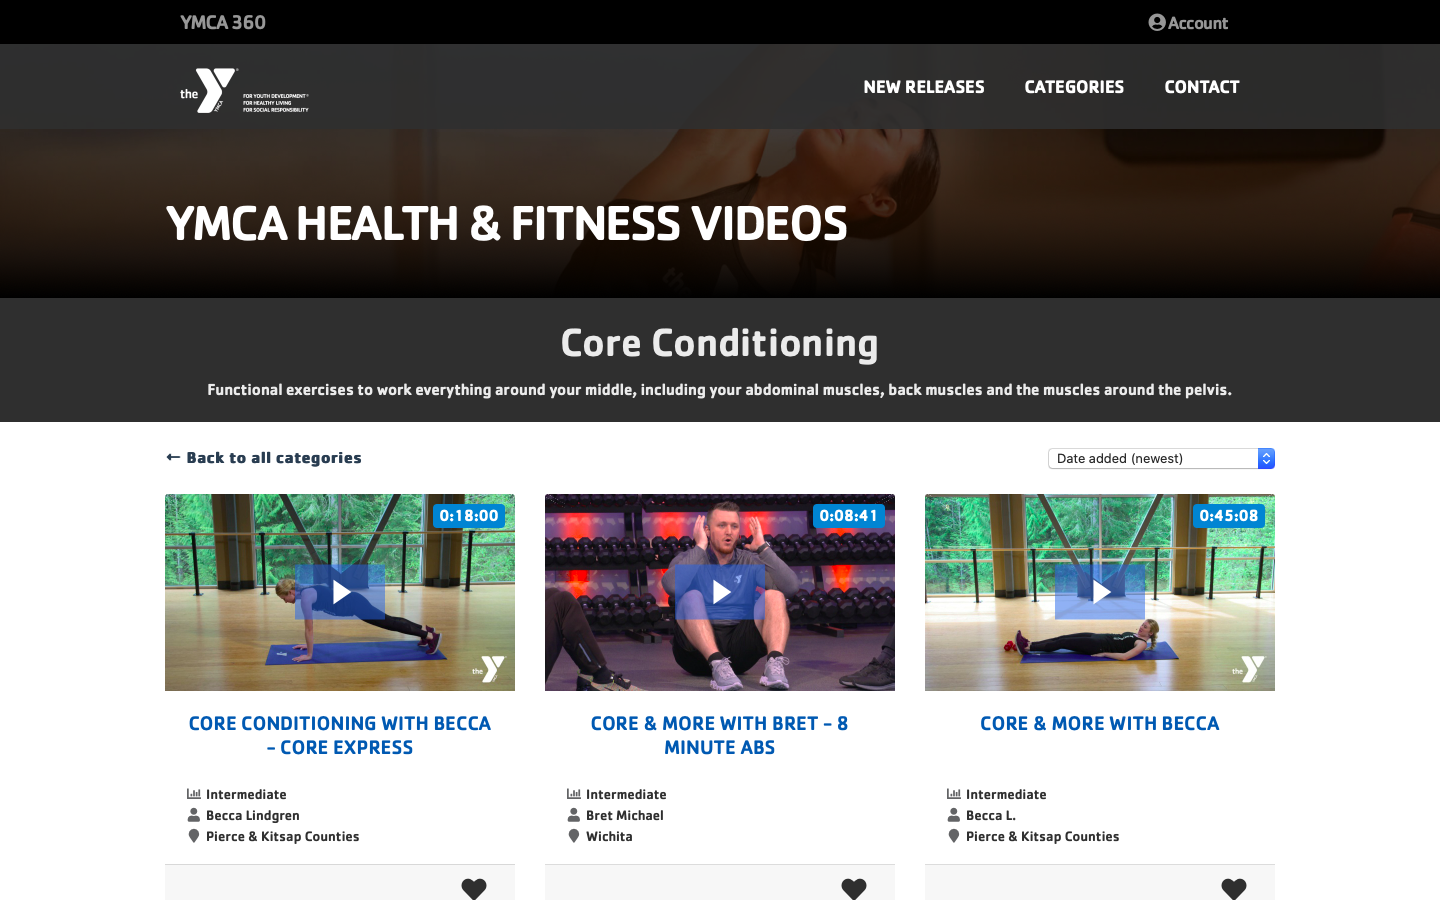 YMCA 360
Account
the
YMCA
FOR YOUTH DEVELOPMENT®
FOR HEALTHY LIVING
FOR SOCIAL RESPONSIBILITY
NEW RELEASES
CATEGORIES
CONTACT
YMCA HEALTH & FITNESS VIDEOS
Core Conditioning
Functional exercises to work everything around your middle, including your abdominal muscles, back muscles and the muscles around the pelvis.
← Back to all categories
Date added (newest)
0:18:00
the
CORE CONDITIONING WITH BECCA
- CORE EXPRESS
Intermediate
Becca Lindgren
Pierce & Kitsap Counties
0:08:41
CORE & MORE WITH BRET - 8
MINUTE ABS
Intermediate
Bret Michael
Wichita
0:45:08
the
CORE & MORE WITH BECCA
Intermediate
Becca L.
Pierce & Kitsap Counties